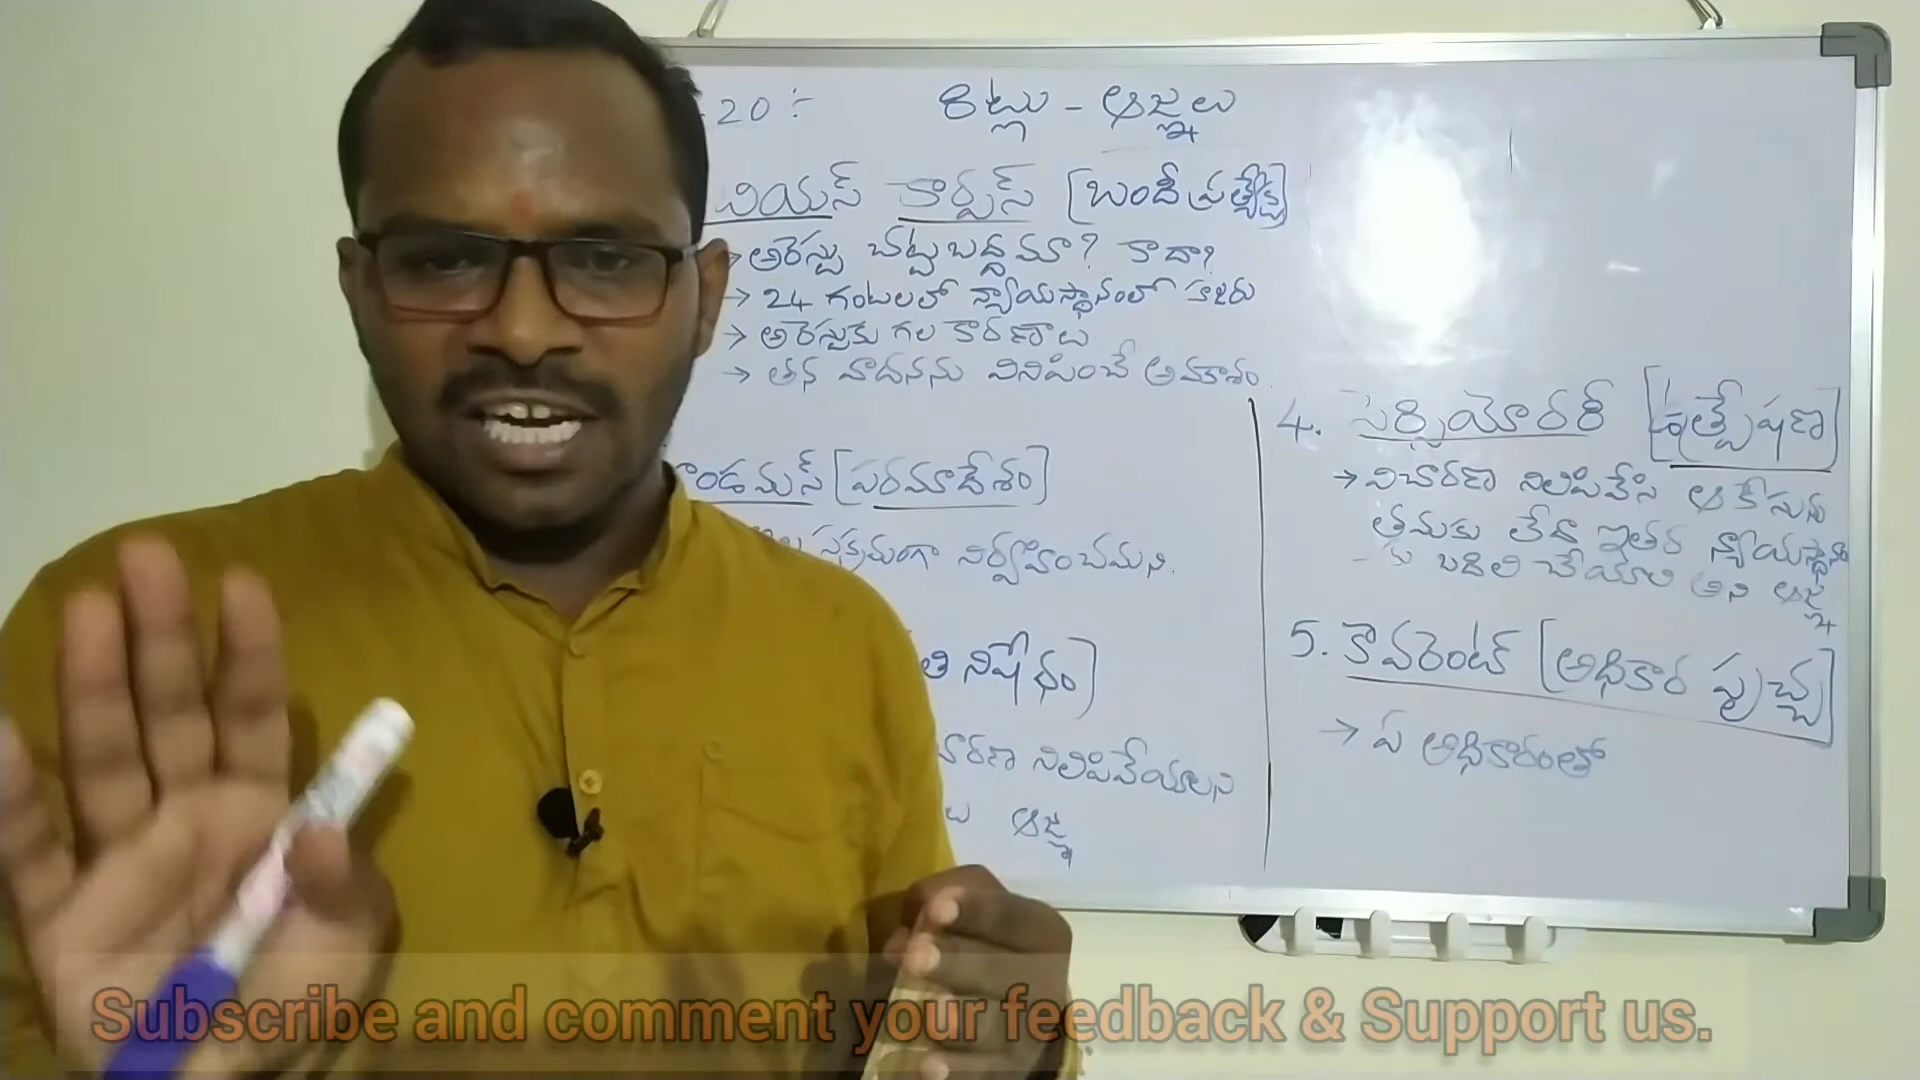 20 :-
రిట్లు - ఆజ్ఞలు
బియస్ కార్పస్ [బందీ ప్రత్యక్ష]
→ అరెస్టు చట్టబద్దమా? కాదా?
→ 24 గంటలలో న్యాయస్థానంలో హాజరు
→ అరెస్టుకు గల కారణాలు
→ తన వాదనను వినిపించే అవకాశం
ాండమస్ [పరమాదేశం]
సక్రమంగా నిర్వహించమని.
తి నిషేధం]
చారణ నిలిపివేయాలని
ఆజ్ఞ
4. సెర్షియోరరీ [ఉత్ప్రేషణ]
→ విచారణ నిలిపివేసి ఆ కేసును
తమకు లేదా ఇతర న్యాయస్థానం
- కు బదిలి చేయాలి అని ఆజ్ఞ
5. కోవరెంటో [అధికార పృచ్ఛ]
→ ఏ అధికారంతో
Subscribe and comment your feedback & Support us.